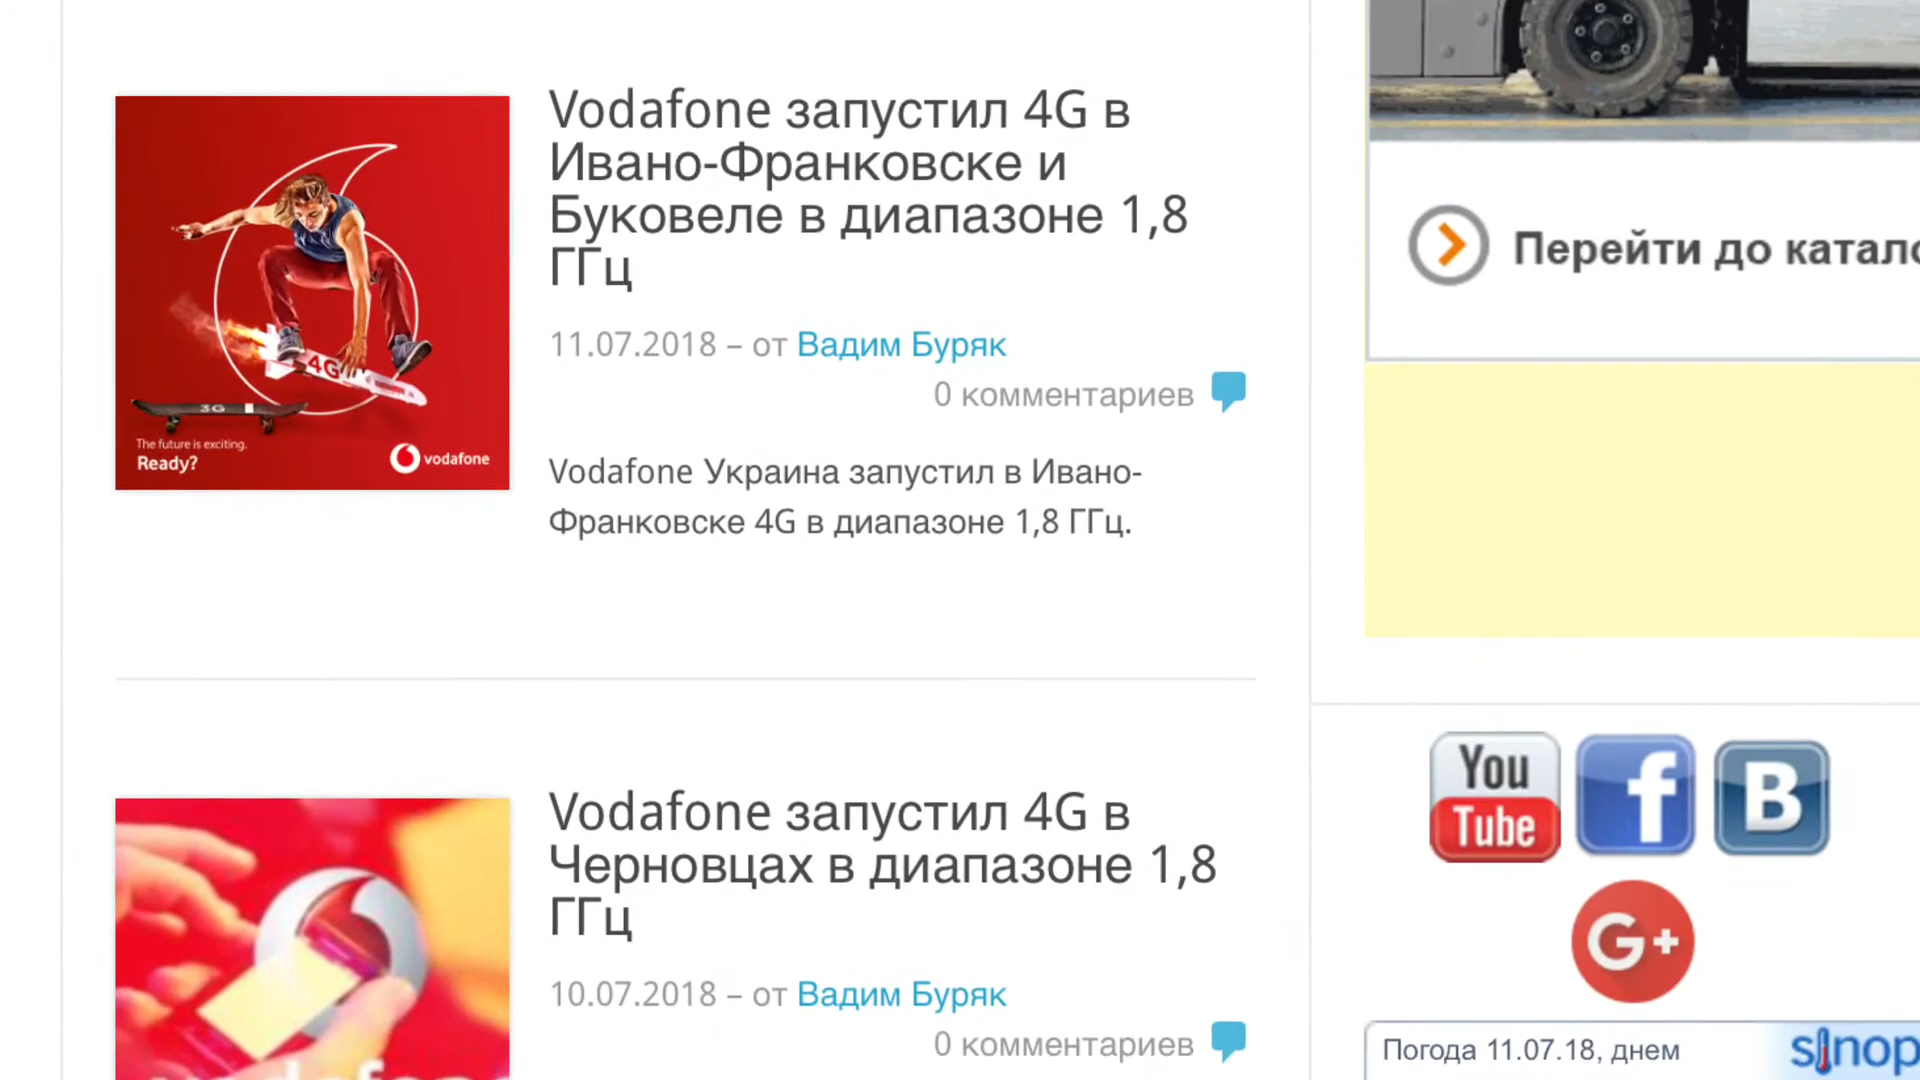 Vodafone запустил 4G в
Ивано-Франковске и
Буковеле в диапазоне 1,8
ГГц
11.07.2018 – от Вадим Буряк
0 комментариев
Vodafone Украина запустил в Ивано-
Франковске 4G в диапазоне 1,8 ГГц.
4G
3G
The future is exciting.
Ready?
vodafone
Vodafone запустил 4G в
Черновцах в диапазоне 1,8
ГГц
10.07.2018 – от Вадим Буряк
0 комментариев
Перейти до
You
Tube
f
B
G+
Погода 11.07.18, днем